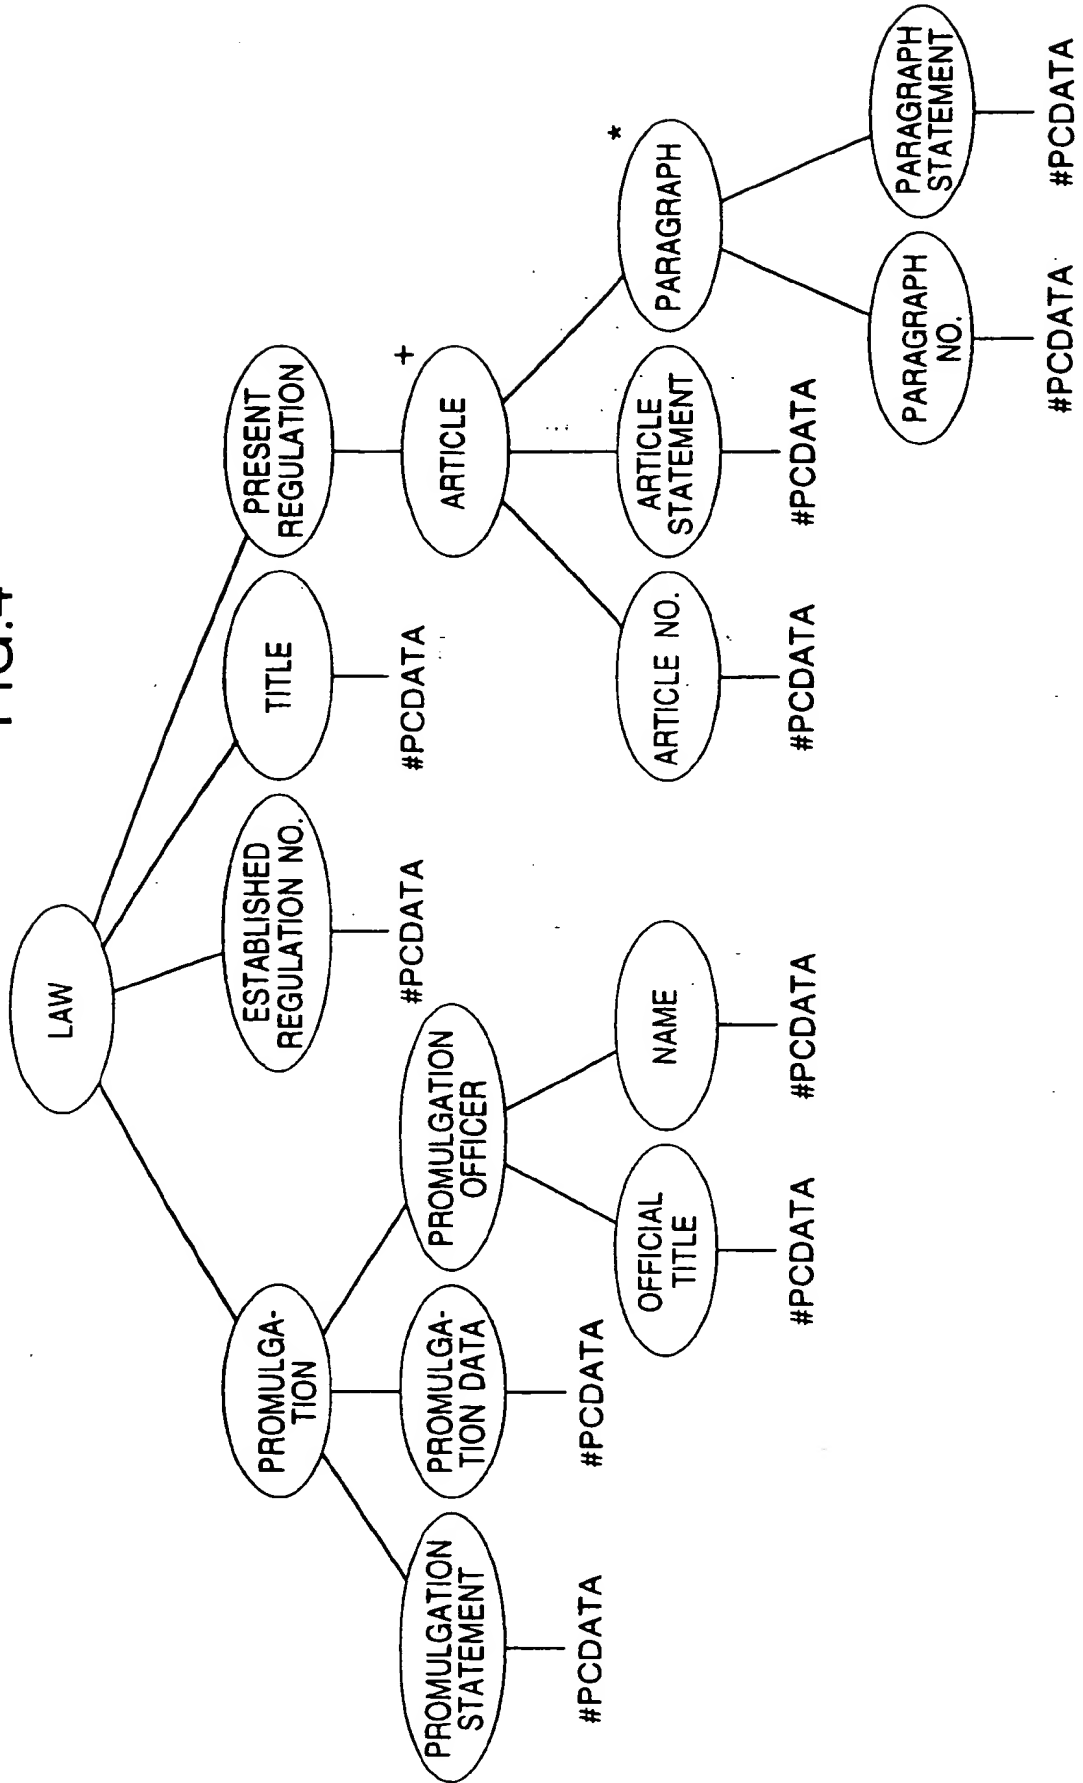 FIG.4
LAW
PROMULGA-
TION
ESTABLISHED
REGULATION NO.
TITLE
PRESENT
REGULATION
#PCDATA
#PCDATA
PROMULGATION
STATEMENT
PROMULGA-
TION DATA
PROMULGATION
OFFICER
ARTICLE
+
#PCDATA
#PCDATA
OFFICIAL
TITLE
NAME
ARTICLE NO.
ARTICLE
STATEMENT
PARAGRAPH
*
#PCDATA
#PCDATA
#PCDATA
#PCDATA
PARAGRAPH
NO.
PARAGRAPH
STATEMENT
#PCDATA
#PCDATA